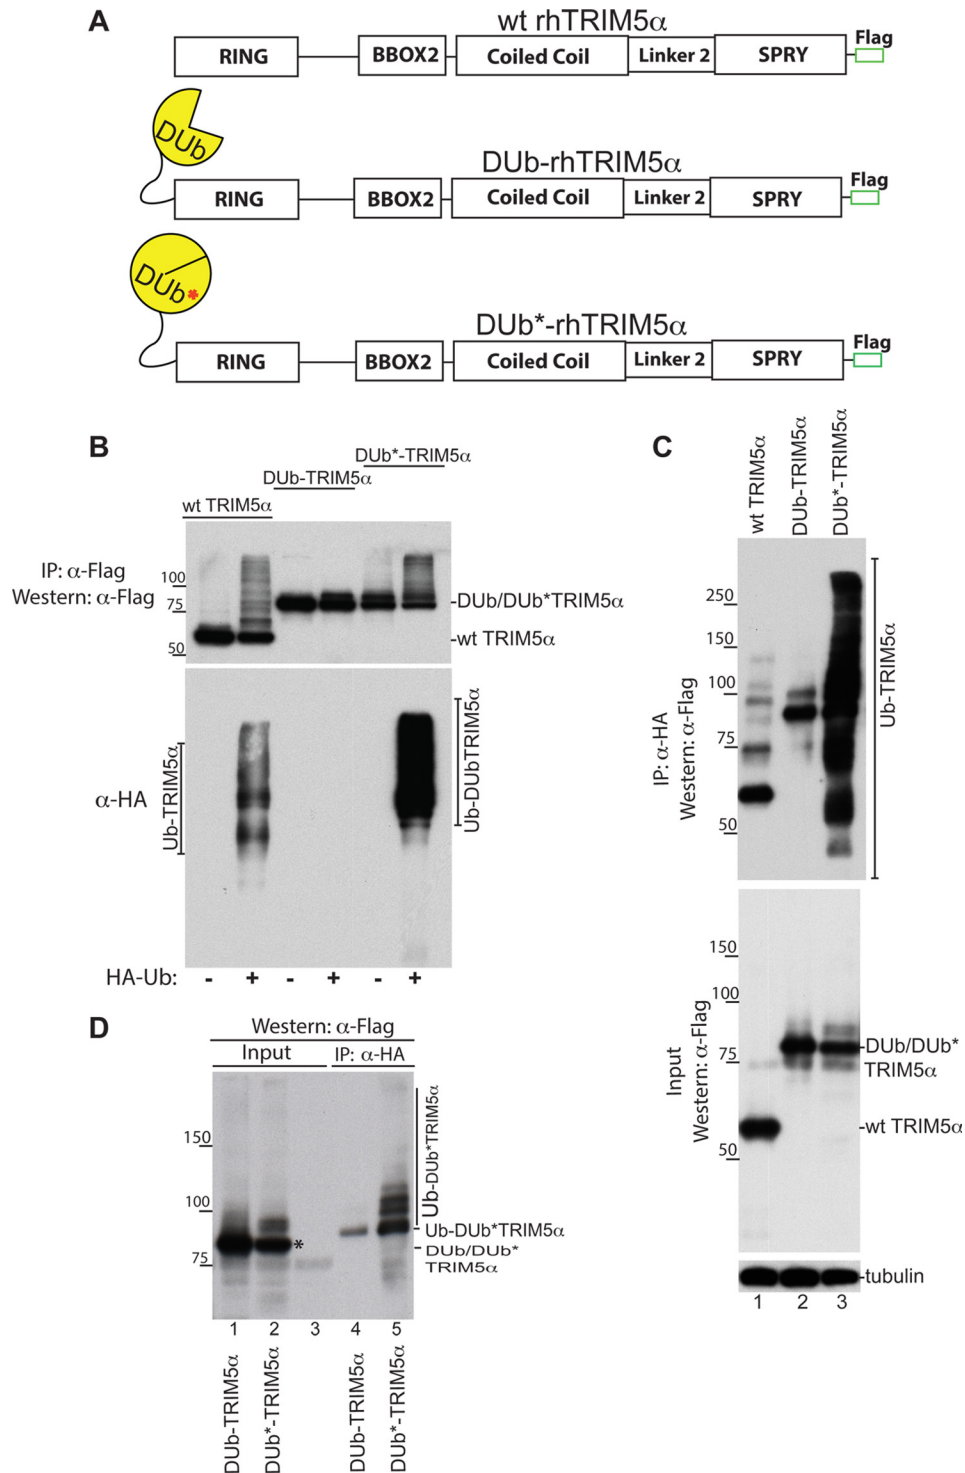 A
wt rhTRIM5α
RING
BBOX2
Coiled Coil
Linker 2
SPRY
Flag
DUb
DUb-rhTRIM5α
RING
BBOX2
Coiled Coil
Linker 2
SPRY
Flag
DUb*
DUb*-rhTRIM5α
RING
BBOX2
Coiled Coil
Linker 2
SPRY
Flag
B
wt TRIM5α
DUb-TRIM5α
DUb*-TRIM5α
IP: α-Flag
Western: α-Flag
100
75
50
DUb/DUb*TRIM5α
wt TRIM5α
α-HA
Ub-TRIM5α
Ub-DUbTRIM5α
HA-Ub: - + - + - +
C
wt TRIM5α
DUb-TRIM5α
DUb*-TRIM5α
IP: α-HA
Western: α-Flag
250
150
100
75
50
Ub-TRIM5α
Input
Western: α-Flag
150
100
75
50
DUb/DUb*
TRIM5α
wt TRIM5α
tubulin
1 2 3
D
Western: α-Flag
Input
IP: α-HA
150
100
75
*
Ub-DUb*TRIM5α
Ub-DUb*TRIM5α
DUb/DUb*
TRIM5α
1 2 3 4 5
DUb-TRIM5α
DUb*-TRIM5α
DUb-TRIM5α
DUb*-TRIM5α